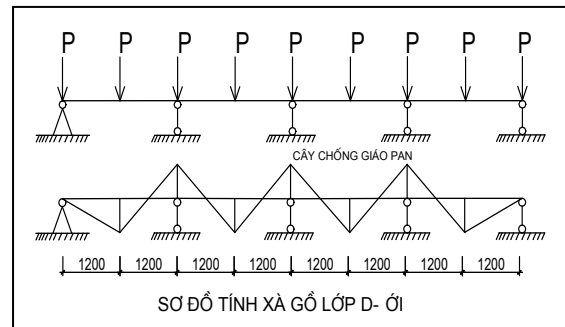 P P P P P P P P P
CÂY CHỐNG GIÁO PAN
1200 1200 1200 1200 1200 1200 1200 1200
SƠ ĐỒ TÍNH XÀ GỒ LỚP D- ỚI